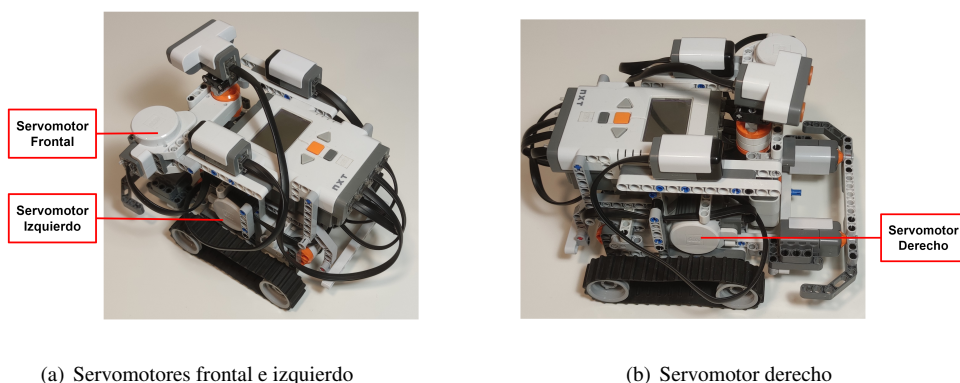 Servomotor
Frontal
Servomotor
Izquierdo
NXT
NXT
Servomotor
Derecho
(a) Servomotores frontal e izquierdo
(b) Servomotor derecho